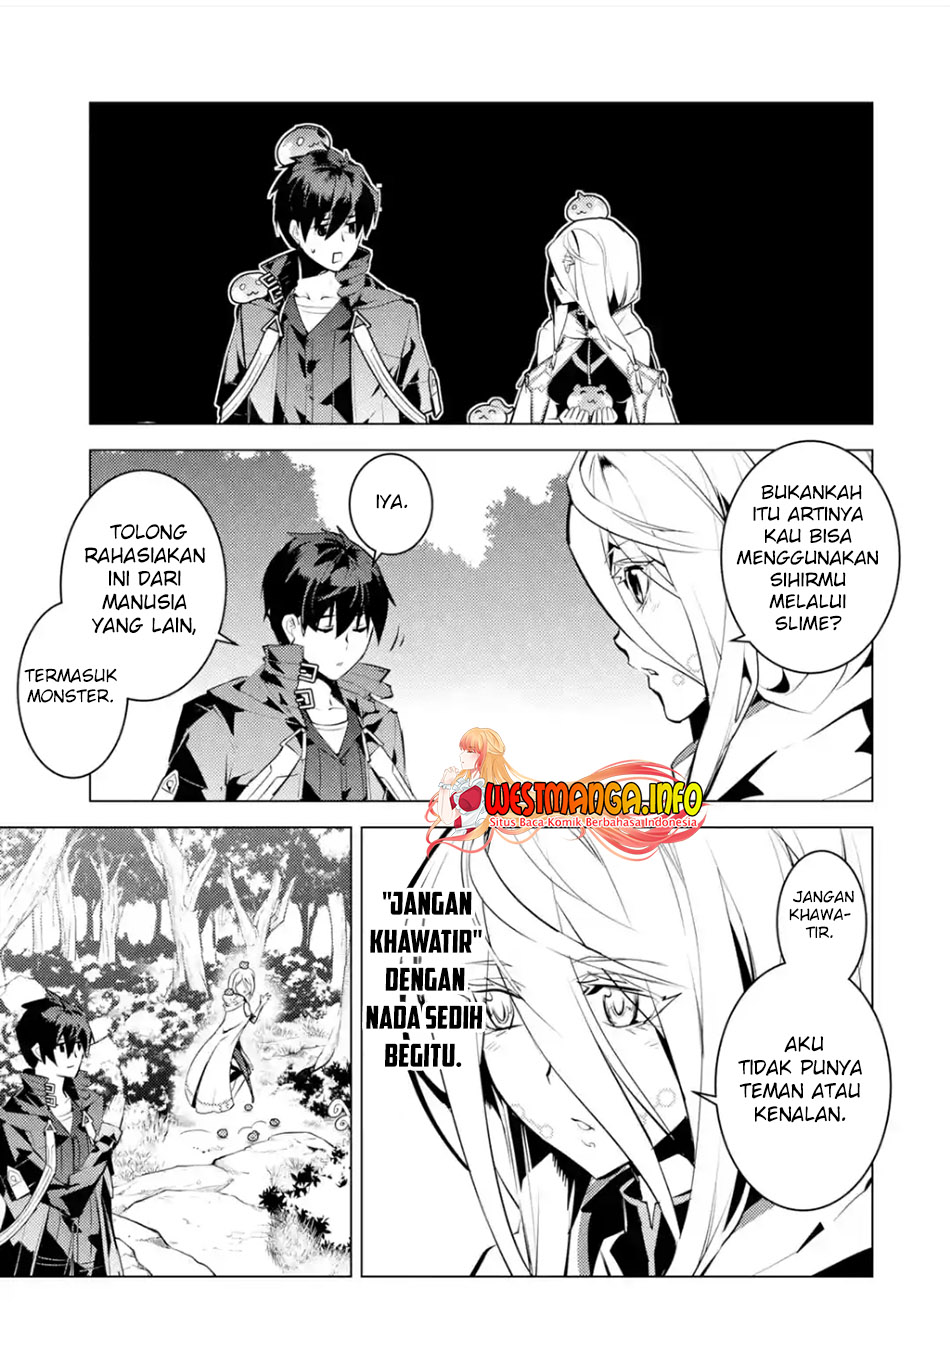 BUKANKAH
ITU ARTINYA
KAU BISA
MENGGUNAKAN
SIHIRMU
MELALUI
SLIME?
IYA.
TOLONG
RAHASIAKAN
INI DARI
MANUSIA
YANG LAIN,
TERMASUK
MONSTER.
WESTMANGA.INFO
Situs Baca Komik Berbahasa Indonesia
JANGAN
KHAWA-
TIR.
AKU
TIDAK PUNYA
TEMAN ATAU
KENALAN.
"JANGAN
KHAWATIR"
DENGAN
NADA SEDIH
BEGITU.